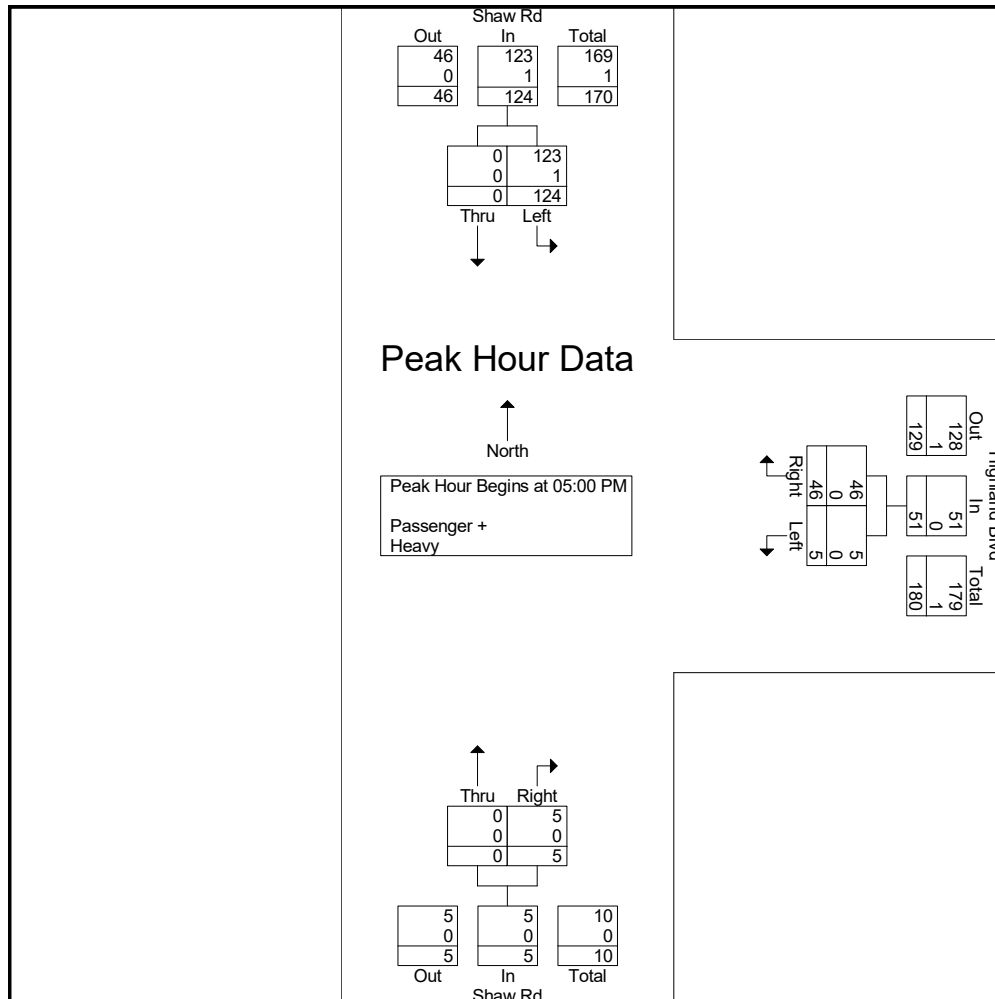 Shaw Rd
Out In Total
46 123 169
0 1 1
46 124 170
0 123
0 1
0 124
Thru Left
Peak Hour Data
North
Peak Hour Begins at 05:00 PM
Passenger +
Heavy
Out In Total
128 51 179
1 0 1
129 51 180
46 5
0 0
46 5
Right Left
Thru Right
0 5
0 0
0 5
5 5 10
0 0 0
5 5 10
Out In Total
Shaw Rd